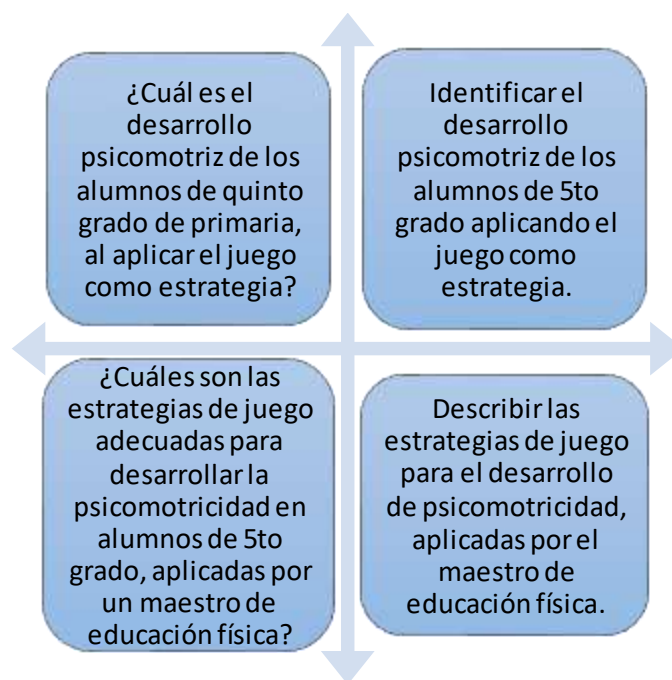 ¿Cuál es el
desarrollo
psicomotriz de los
alumnos de quinto
grado de primaria,
al aplicar el juego
como estrategia?
Identificar el
desarrollo
psicomotriz de los
alumnos de 5to
grado aplicando el
juego como
estrategia.
¿Cuáles son las
estrategias de juego
adecuadas para
desarrollar la
psicomotricidad en
alumnos de 5to
grado, aplicadas por
un maestro de
educación física?
Describir las
estrategias de juego
para el desarrollo
de psicomotricidad,
aplicadas por el
maestro de
educación física.